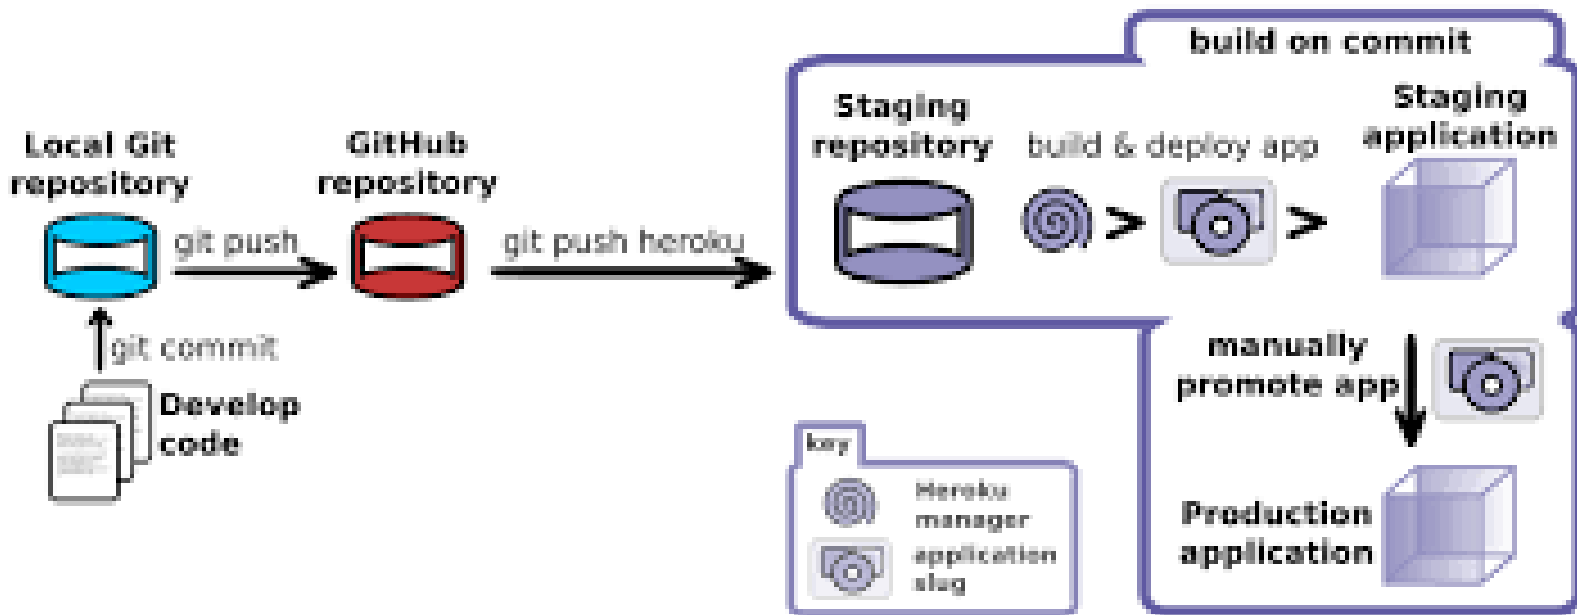 build on commit
Staging
repository
build & deploy app
Staging
application
Local Git
repository
GitHub
repository
git push
git push heroku
git commit
Develop
code
manually
promote app
key
Heroku
manager
application
slug
Production
application